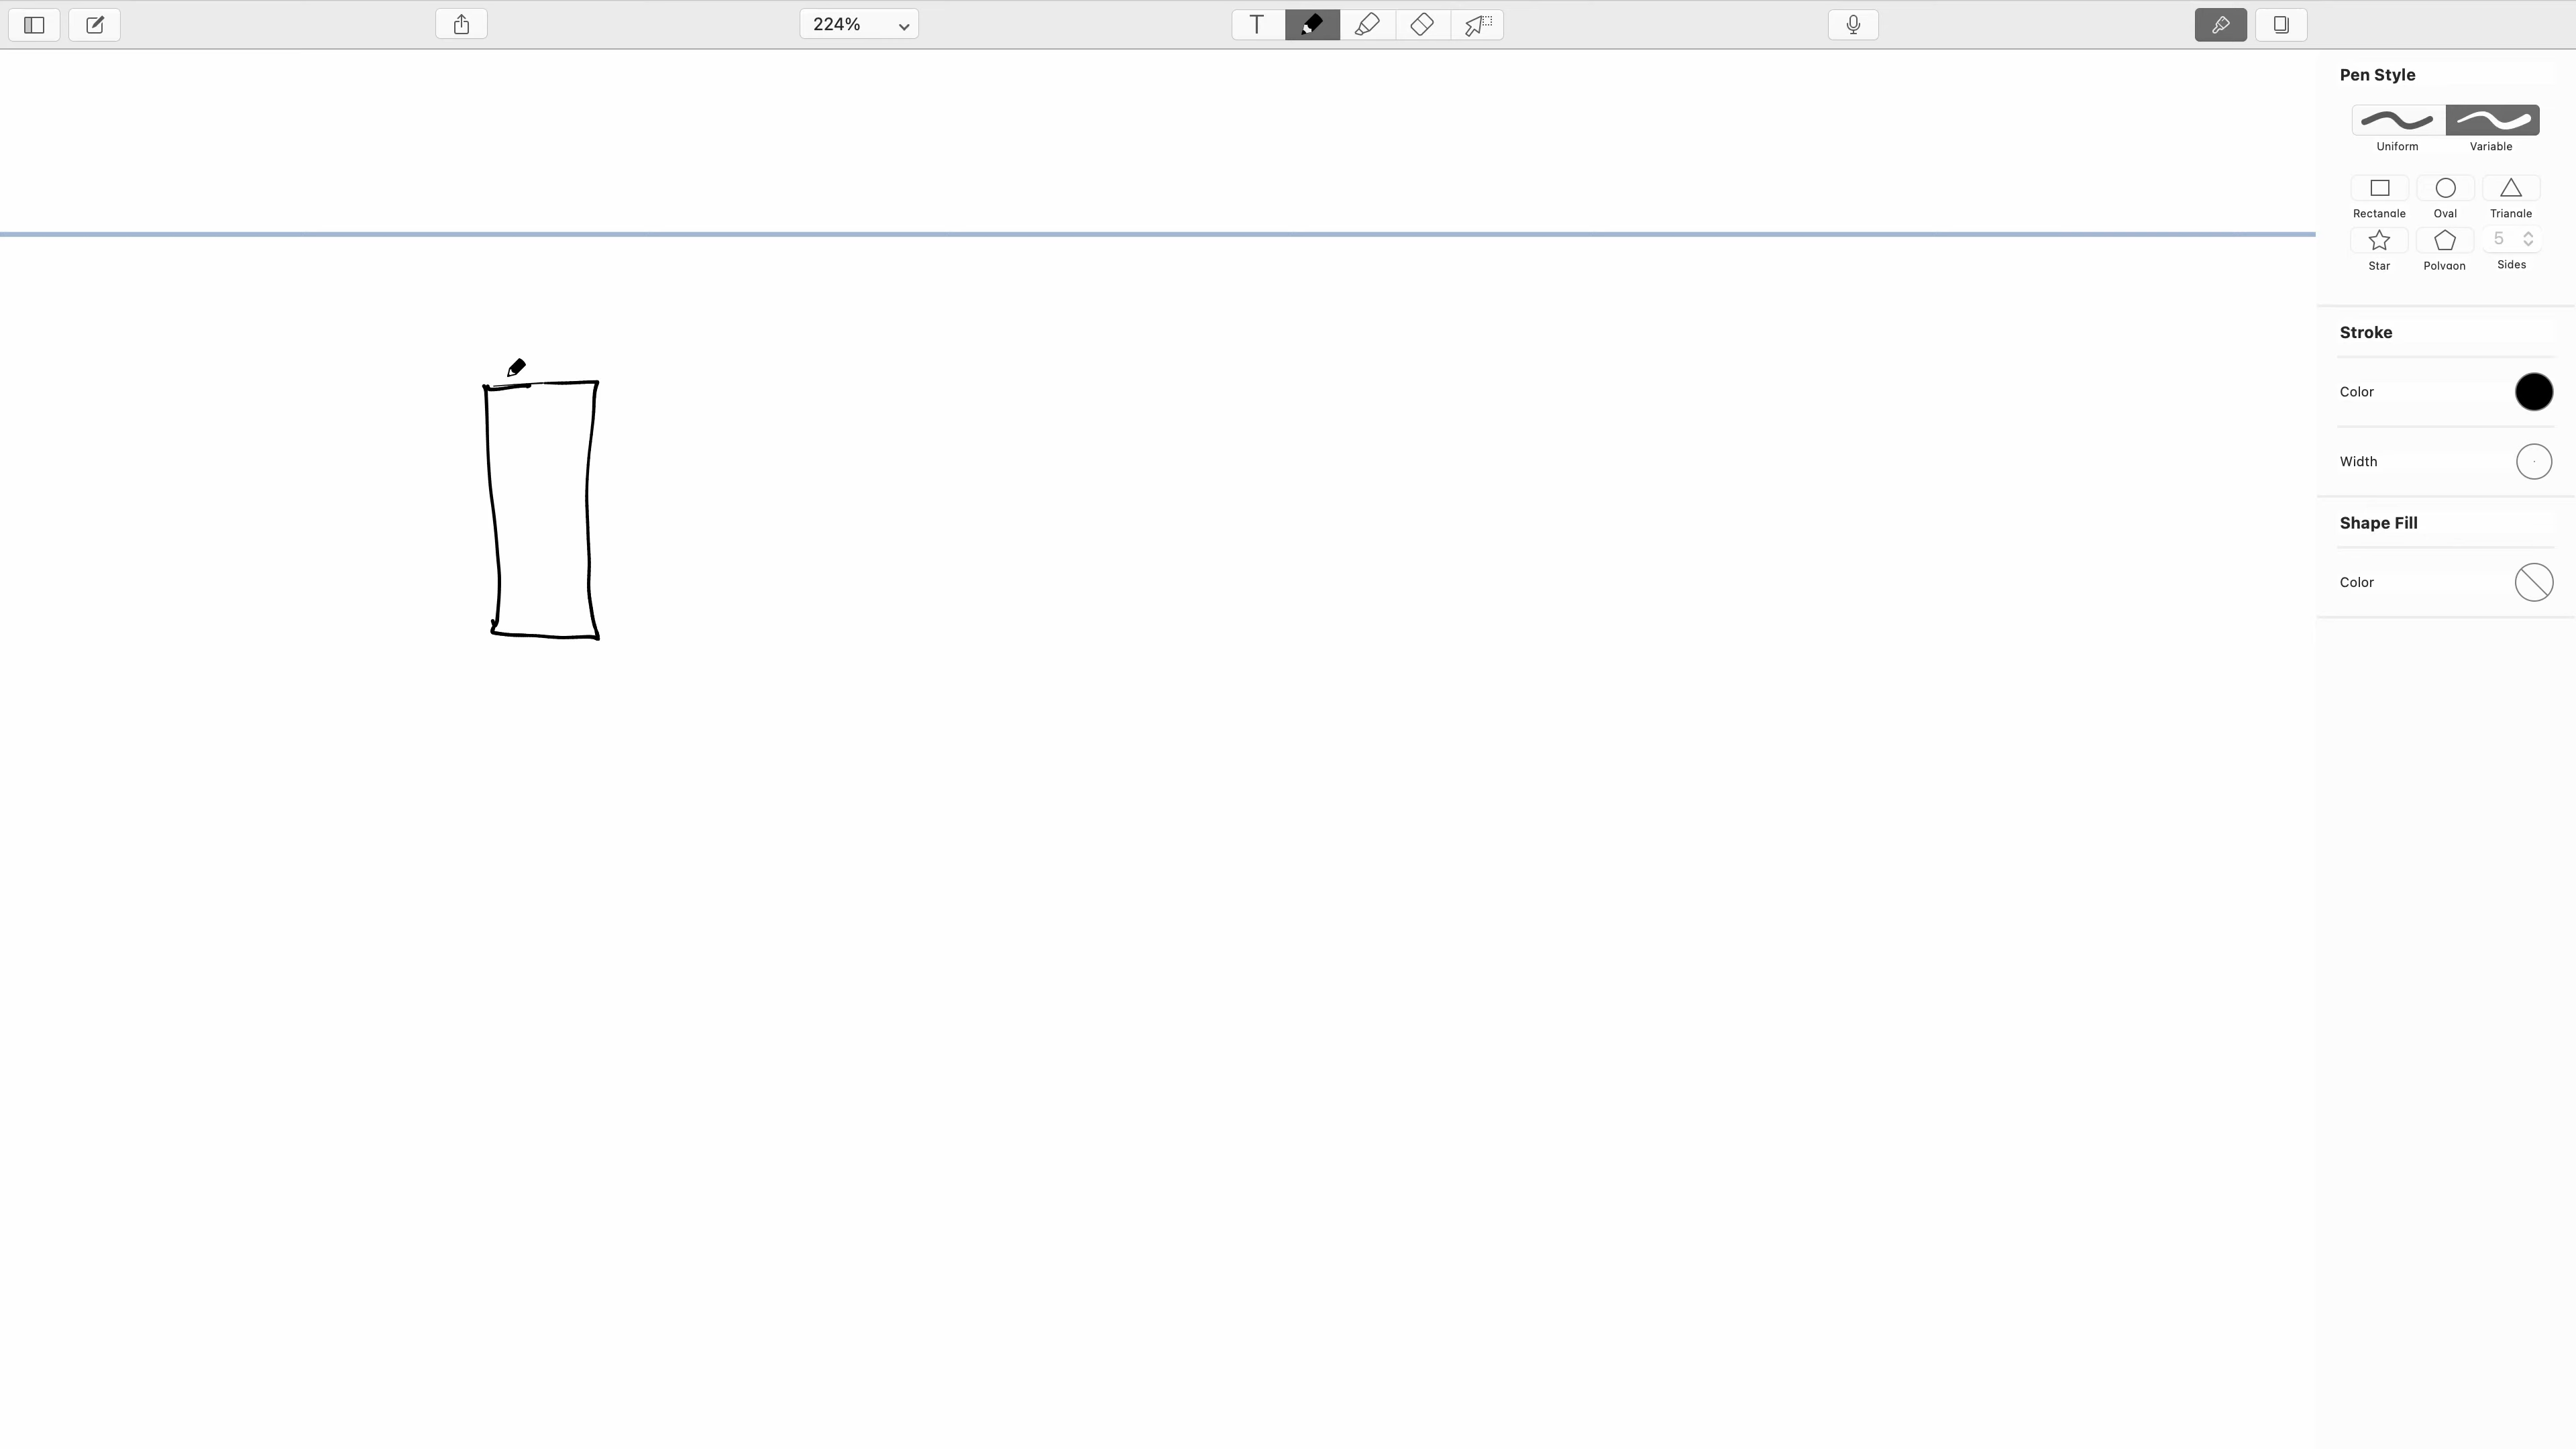 224%
T
Pen Style
Uniform Variable
Rectangle Oval Triangle
5
Star Polygon Sides
Stroke
Color
Width
Shape Fill
Color